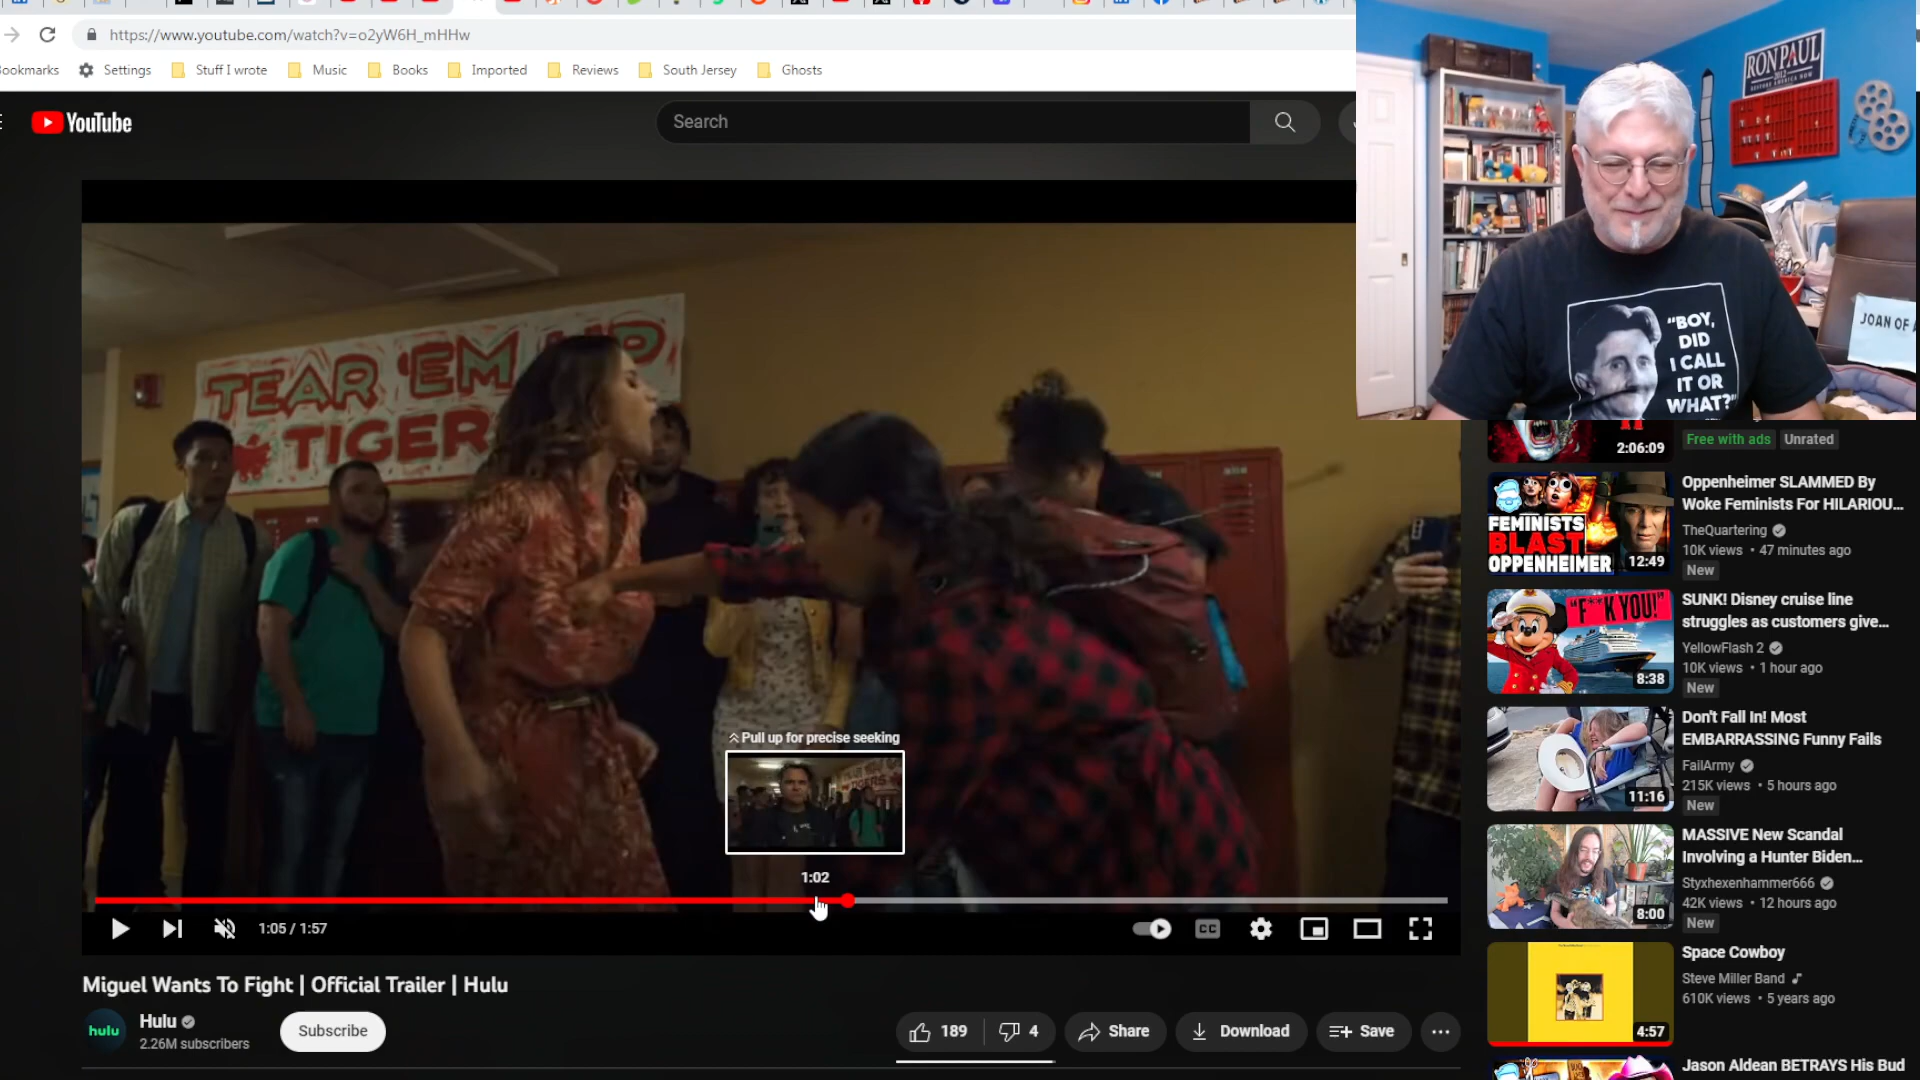 https://www.youtube.com/watch?v=o2yW6H_mHHw
ookmarks
Settings
Stuff I wrote
Music
Books
Imported
Reviews
South Jersey
Ghosts
YouTube
Search
RON PAUL
2012
"BOY,
DID
I CALL
IT OR
WHAT?"
JOAN OF
TEAR 'EM UP
TIGER
Pull up for precise seeking
1:02
1:05 / 1:57
CC
Miguel Wants To Fight | Official Trailer | Hulu
hulu
Hulu
2.26M subscribers
Subscribe
189
4
Share
Download
Save
2:06:09
Free with ads
Unrated
FEMINISTS
BLAST
OPPENHEIMER
12:49
Oppenheimer SLAMMED By
Woke Feminists For HILARIOU...
TheQuartering
10K views • 47 minutes ago
New
"F**K YOU!"
8:38
SUNK! Disney cruise line
struggles as customers give...
YellowFlash 2
10K views • 1 hour ago
New
11:16
Don't Fall In! Most
EMBARRASSING Funny Fails
FailArmy
215K views • 5 hours ago
New
8:00
MASSIVE New Scandal
Involving a Hunter Biden...
Styxhexenhammer666
42K views • 12 hours ago
New
4:57
Space Cowboy
Steve Miller Band
610K views • 5 years ago
Jason Aldean BETRAYS His Bud